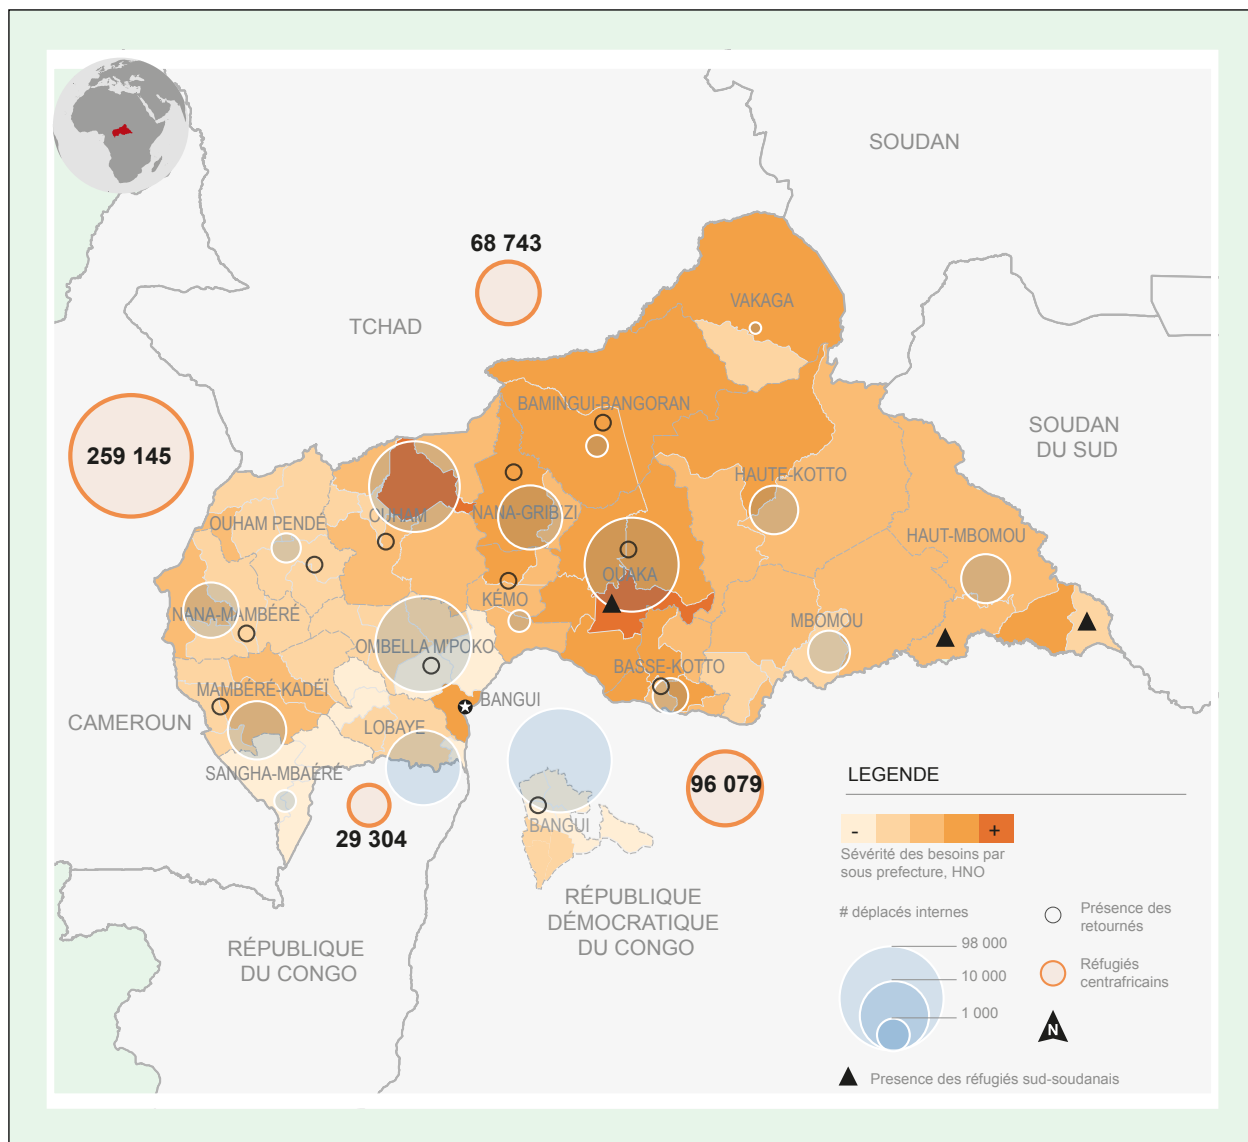 SOUDAN
68 743
VAKAGA
TCHAD
BAMINGUI-BANGORAN
SOUDAN
DU SUD
259 145
HAUTE-KOTTO
OUHAM PENDÉ
OUHAM
NANA-GRIBIZI
HAUT-MBOMOU
OUAKA
KÉMO
NANA-MAMBÉRÉ
MBOMOU
OMBELLA M'POKO
BASSE-KOTTO
MAMBÉRÉ-KADÉÏ
BANGUI
CAMEROUN
LOBAYE
SANGHA-MBAÉRÉ
96 079
29 304
BANGUI
RÉPUBLIQUE
DÉMOCRATIQUE
DU CONGO
RÉPUBLIQUE
DU CONGO
LEGENDE
- +
Sévérité des besoins par
sous prefecture, HNO
# déplacés internes
98 000
10 000
1 000
Présence des
retournés
Réfugiés
centrafricains
N
Presence des réfugiés sud-soudanais